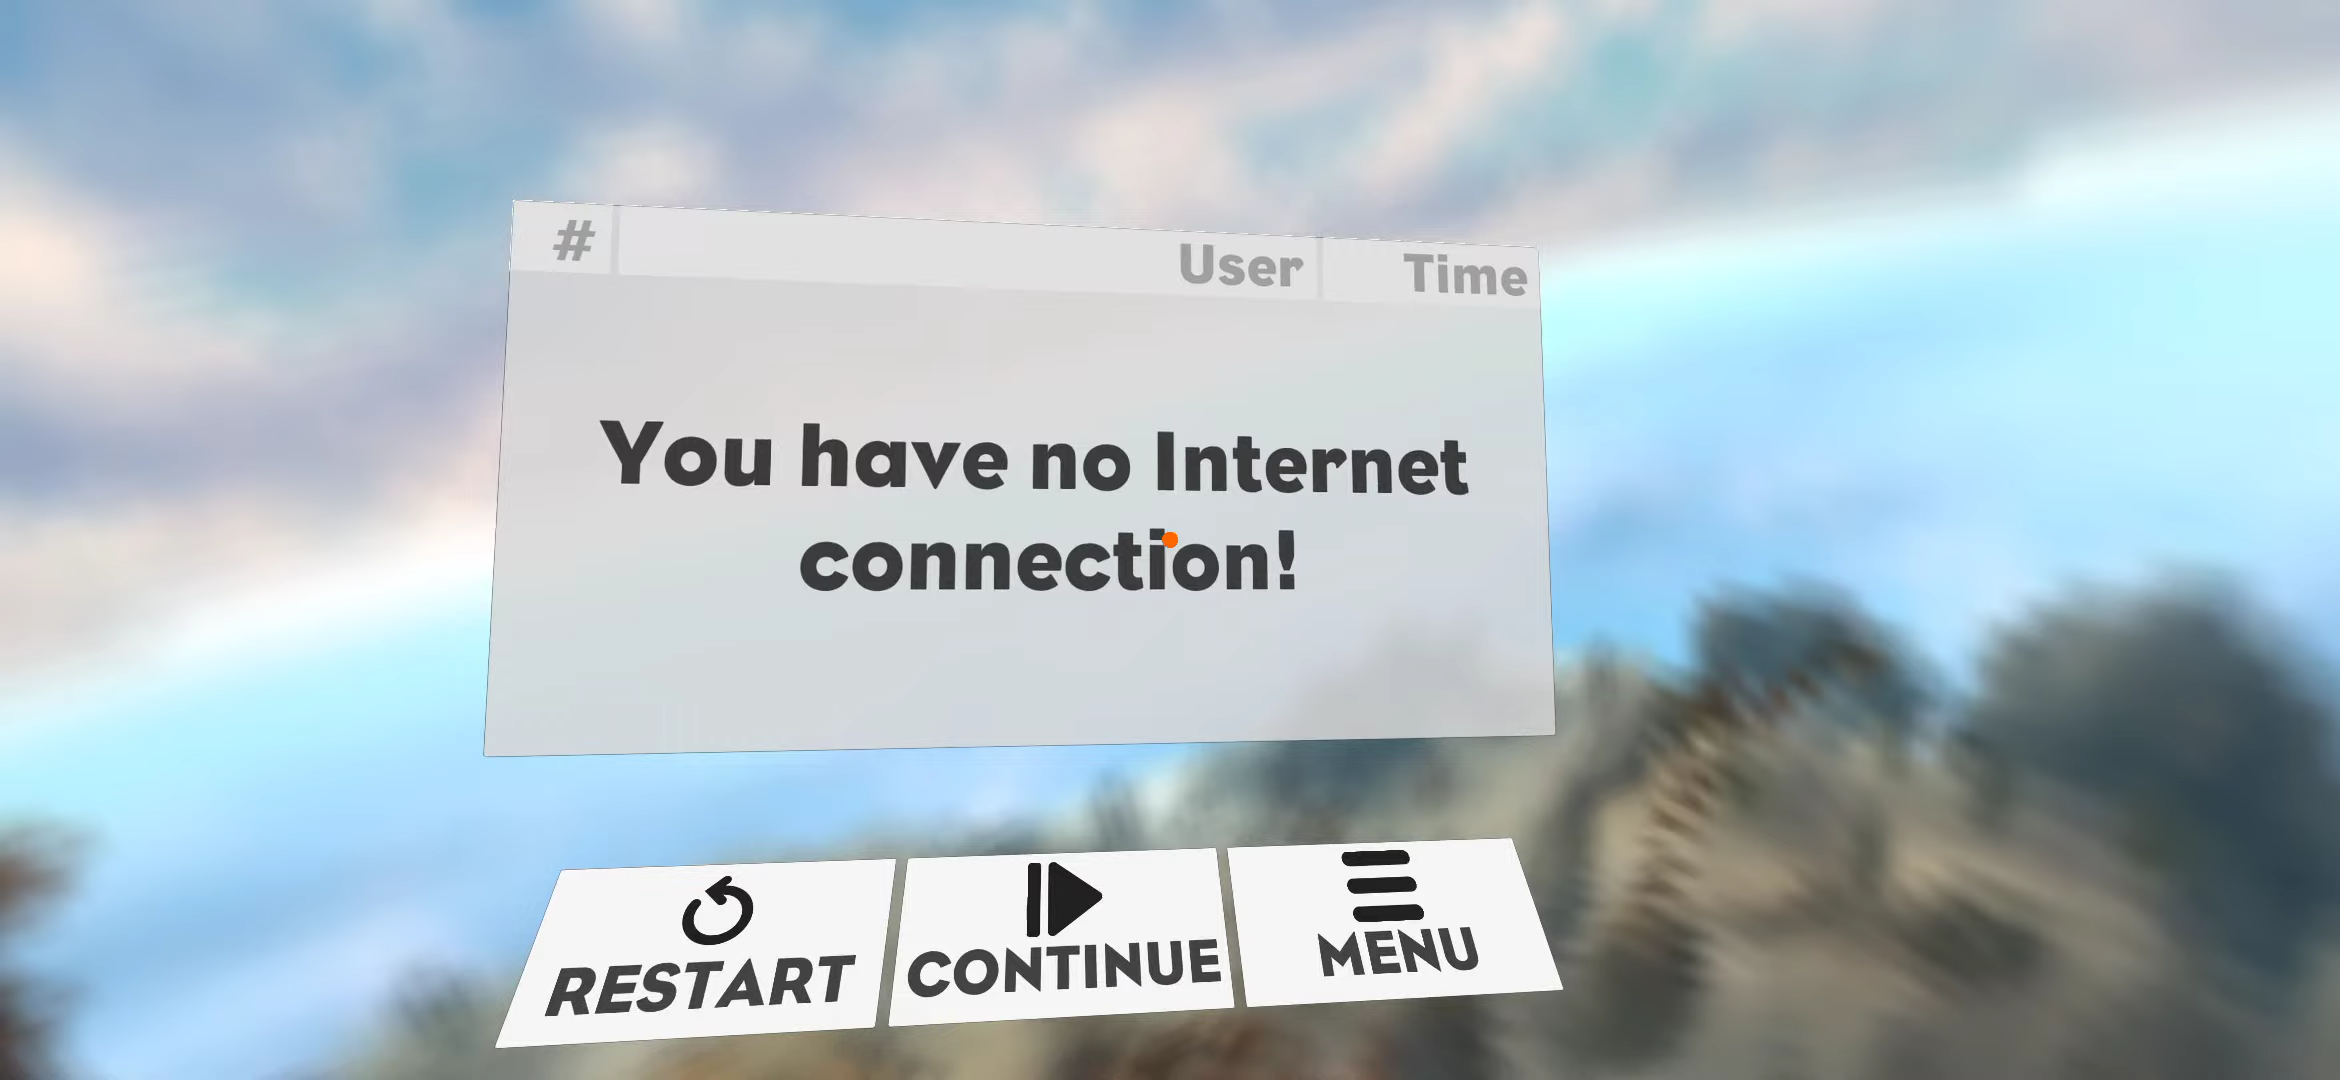 # User Time
You have no Internet
connection!
RESTART CONTINUE MENU